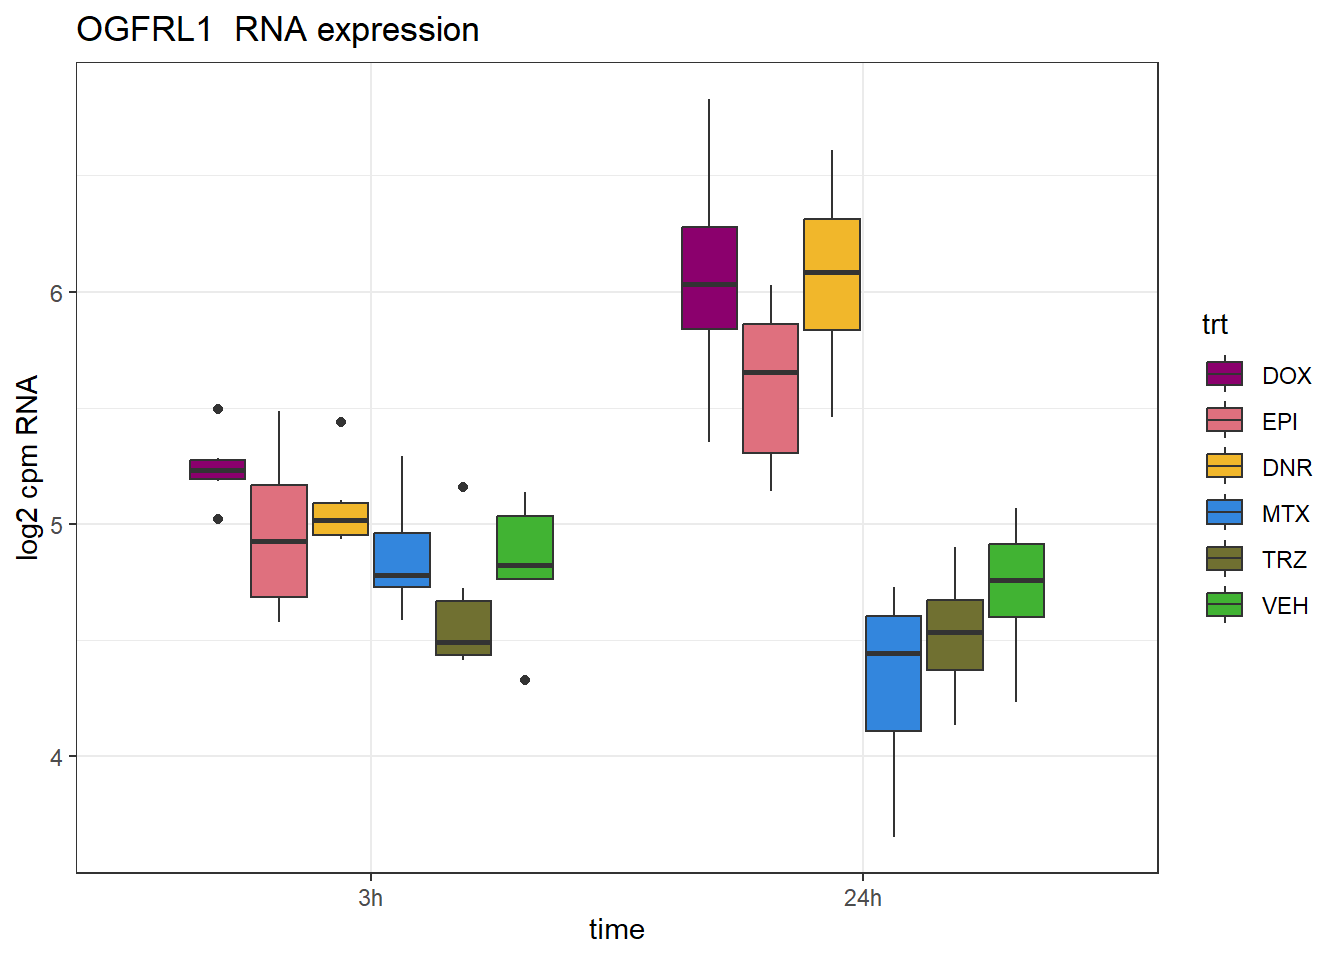 OGFRL1  RNA expression
log2 cpm RNA
6
5
4
3h
24h
time
trt
DOX
EPI
DNR
MTX
TRZ
VEH